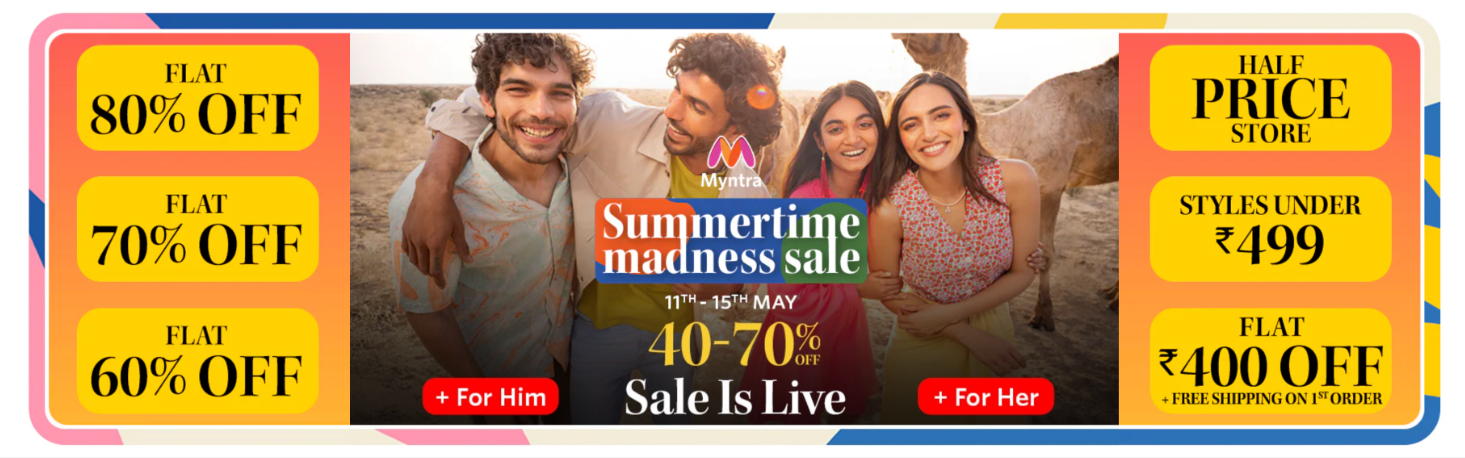 FLAT
80% OFF
FLAT
70% OFF
FLAT
60% OFF
Myntra
Summertime
madness sale
11TH - 15TH MAY
40-70% OFF
Sale Is Live
+ For Him
+ For Her
HALF
PRICE
STORE
STYLES UNDER
₹499
FLAT
₹400 OFF
+ FREE SHIPPING ON 1ST ORDER